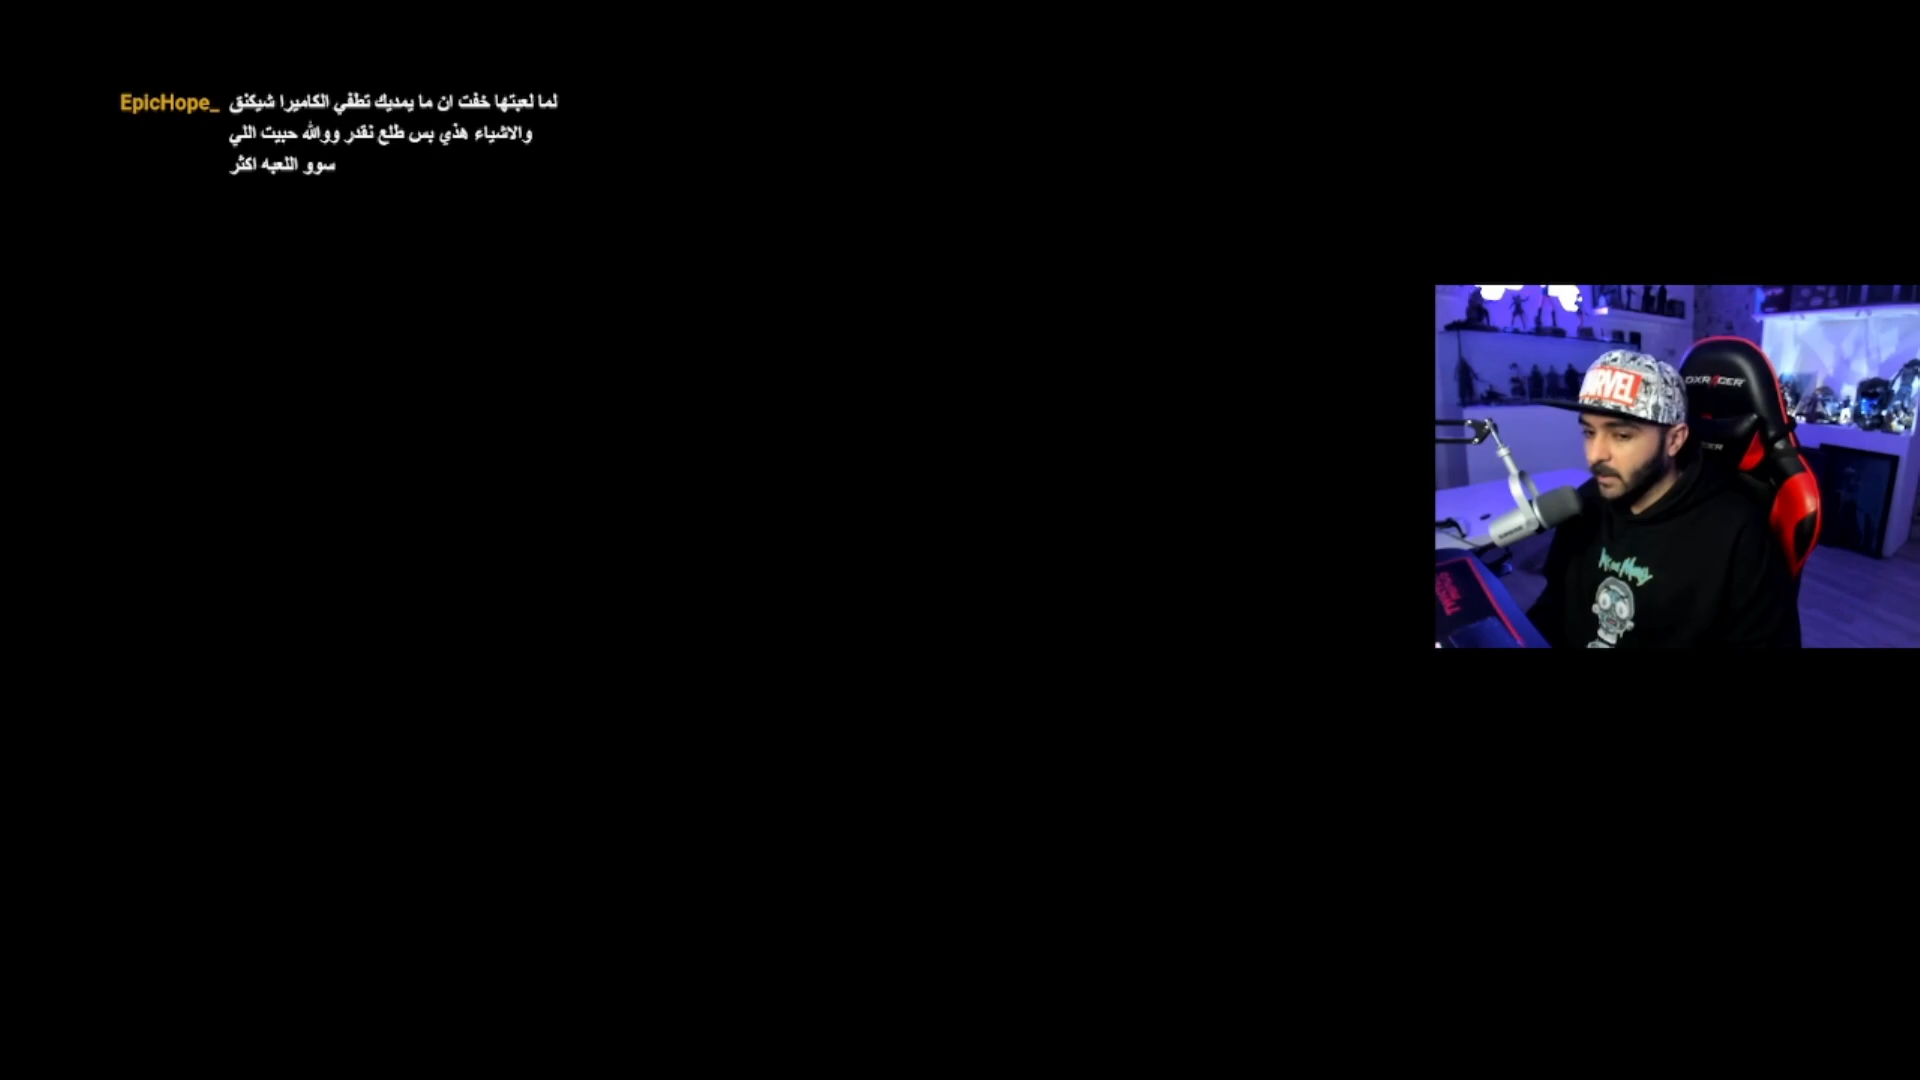 EpicHope_ لما لعبتها خفت ان ما يمديك تطفي الكاميرا شيكنق
والاشياء هذي بس طلع نقدر ووالله حبيت اللي
سوو اللعبه اكثر
MARVEL
DXRACER